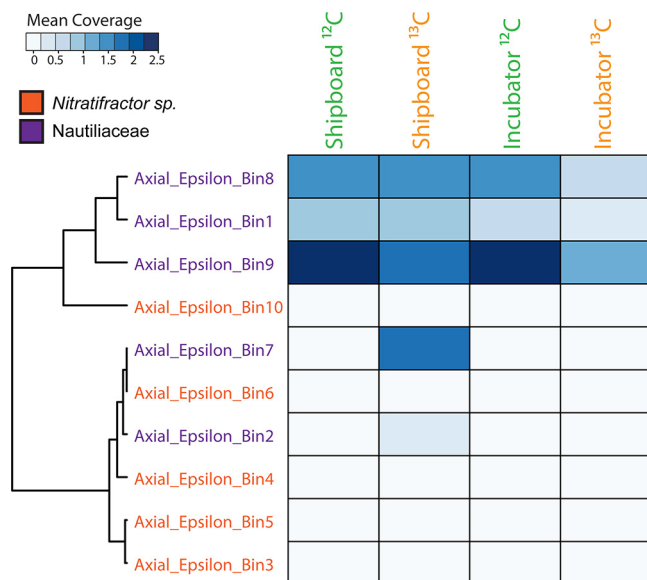 Mean Coverage
0 0.5 1 1.5 2 2.5
Nitratifractor sp.
Nautiliaceae
Shipboard ¹²C
Shipboard ¹³C
Incubator ¹²C
Incubator ¹³C
Axial_Epsilon_Bin8
Axial_Epsilon_Bin1
Axial_Epsilon_Bin9
Axial_Epsilon_Bin10
Axial_Epsilon_Bin7
Axial_Epsilon_Bin6
Axial_Epsilon_Bin2
Axial_Epsilon_Bin4
Axial_Epsilon_Bin5
Axial_Epsilon_Bin3